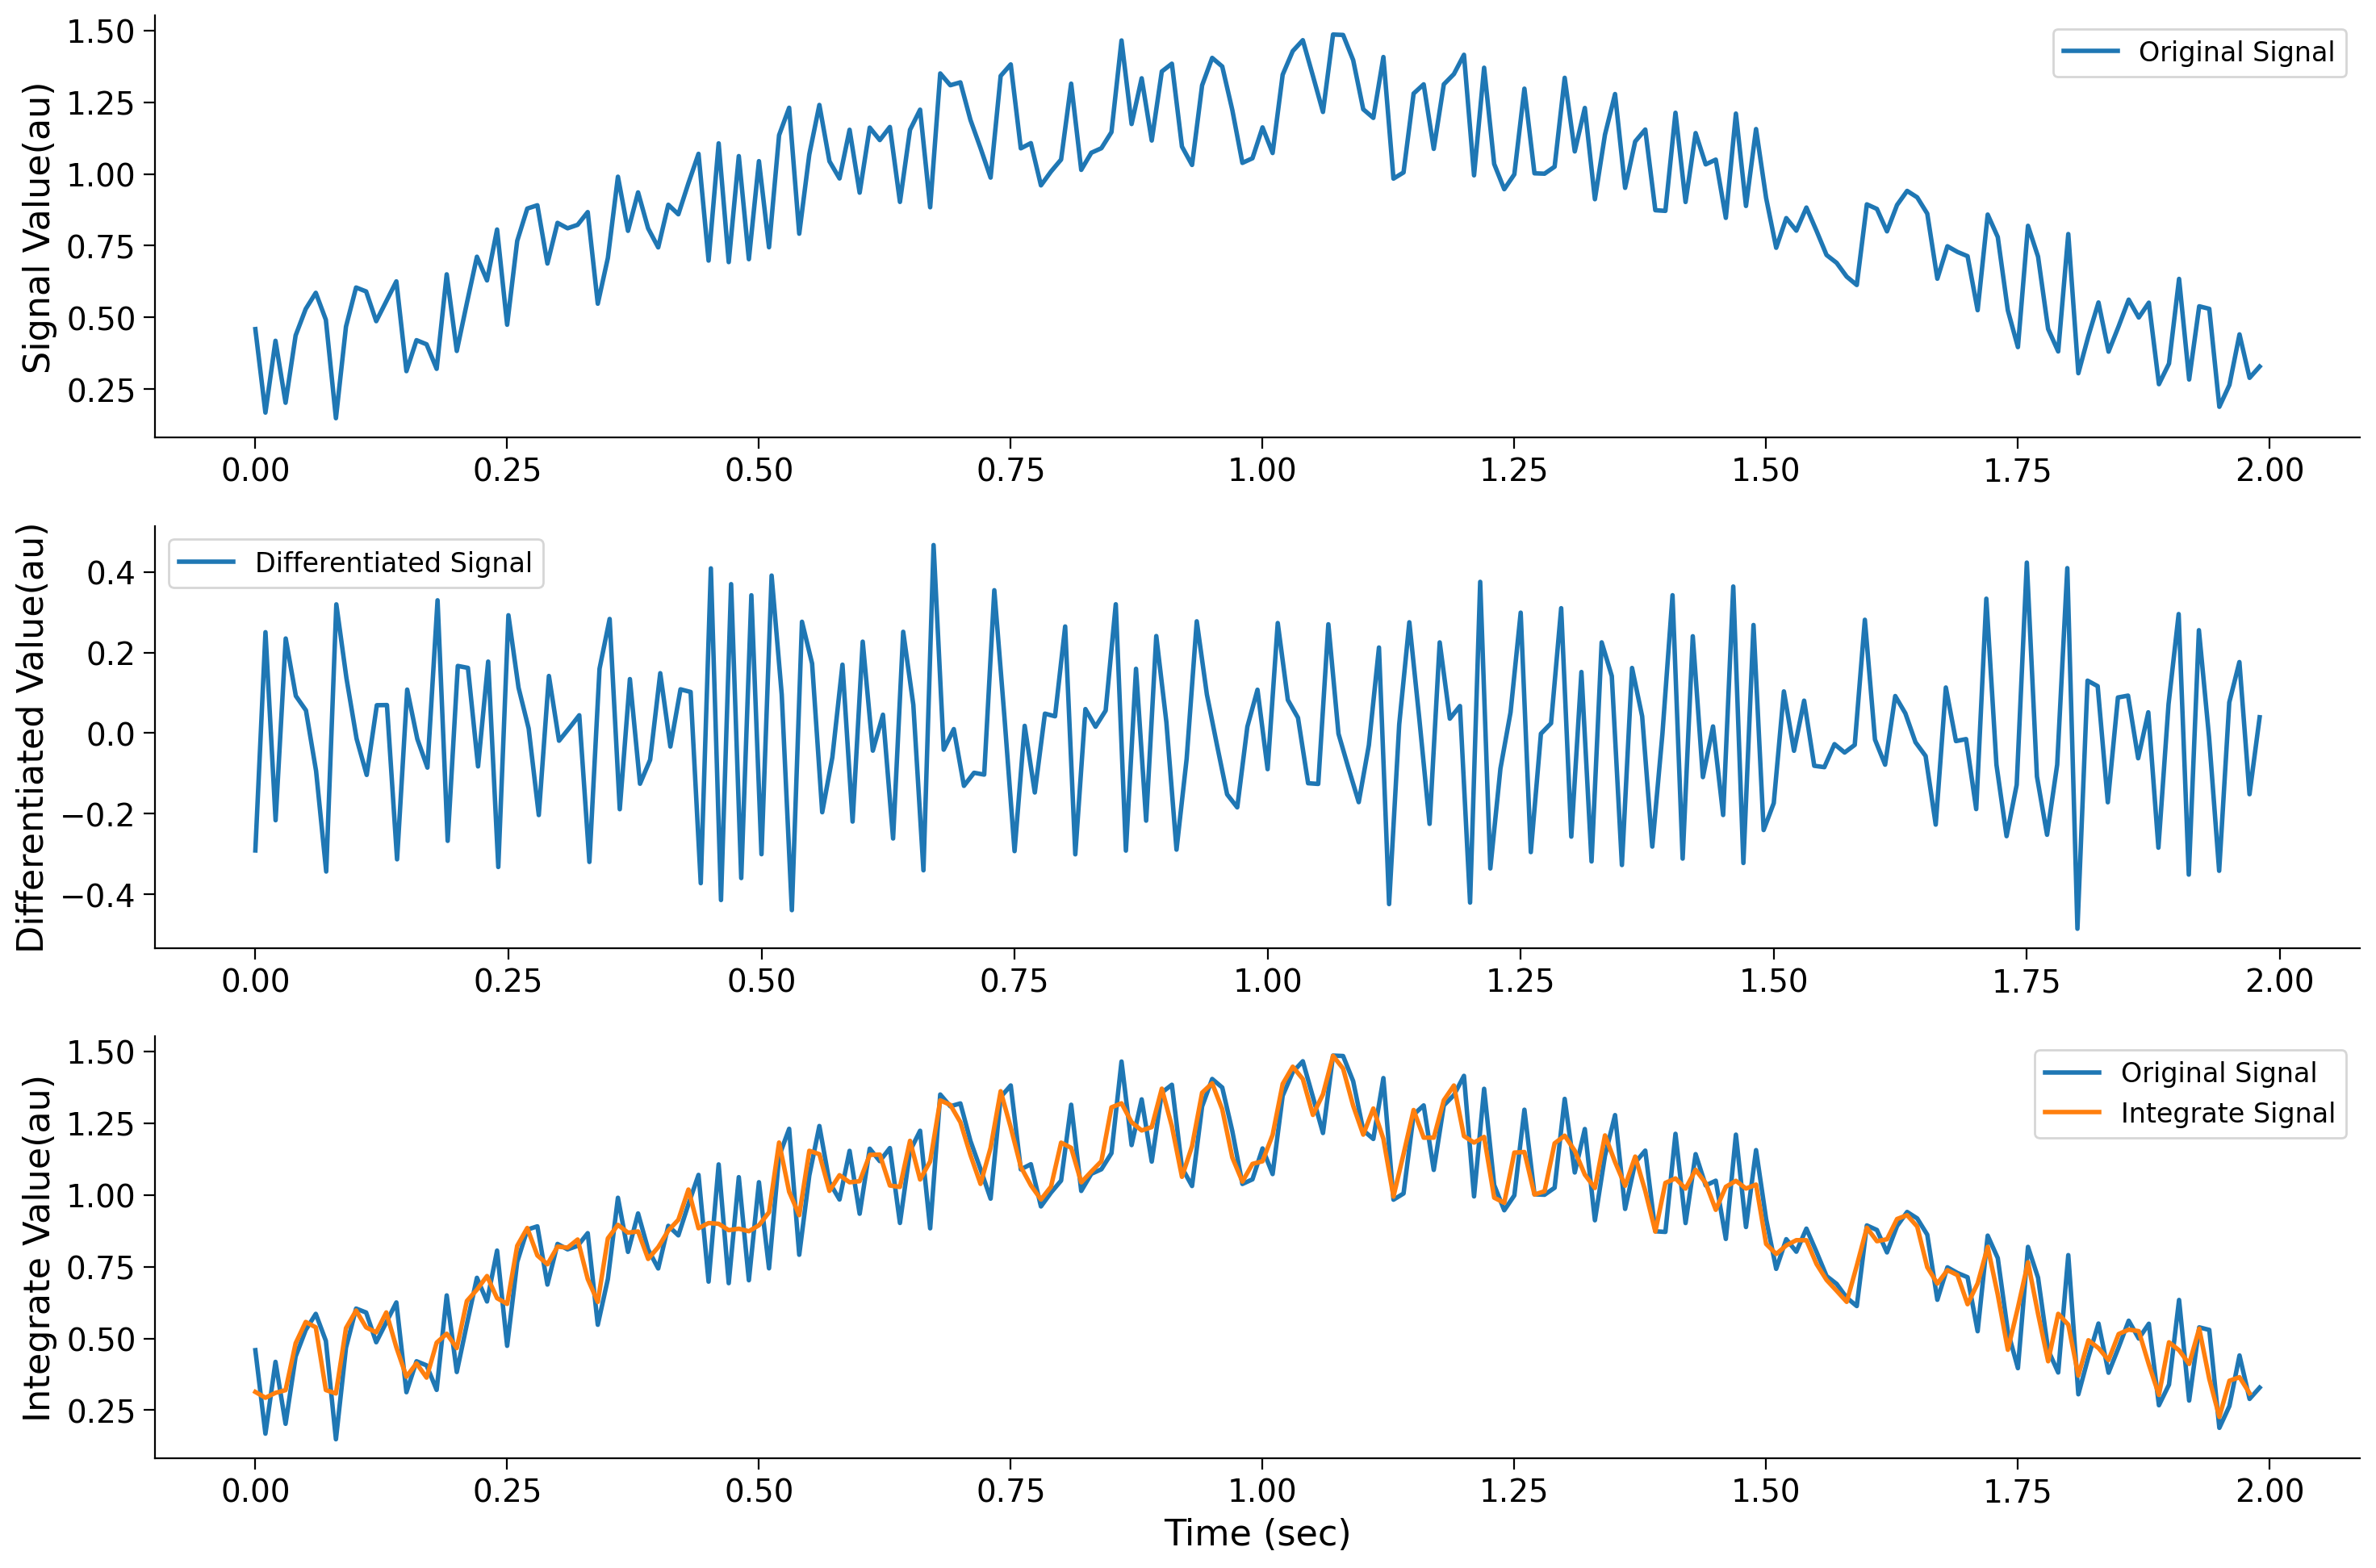 Signal Value(au)
1.50
1.25
1.00
0.75
0.50
0.25
Original Signal
0.00 0.25 0.50 0.75 1.00 1.25 1.50 1.75 2.00
Differentiated Value(au)
0.4
0.2
0.0
−0.2
−0.4
Differentiated Signal
0.00 0.25 0.50 0.75 1.00 1.25 1.50 1.75 2.00
Integrate Value(au)
1.50
1.25
1.00
0.75
0.50
0.25
Original Signal
Integrate Signal
0.00 0.25 0.50 0.75 1.00 1.25 1.50 1.75 2.00
Time (sec)